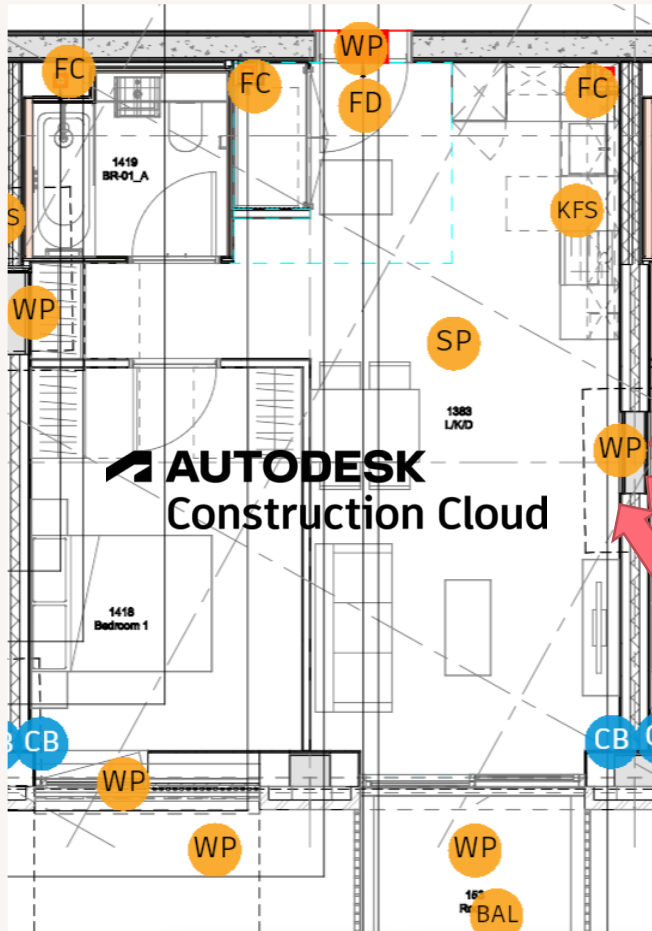 WP
FC
FC
FC
FD
1419
BR-01_A
S
KFS
WP
SP
1383
L/K/D
WP
AUTODESK
Construction Cloud
1418
Bedroom 1
CB
CB
WP
WP
WP
BAL